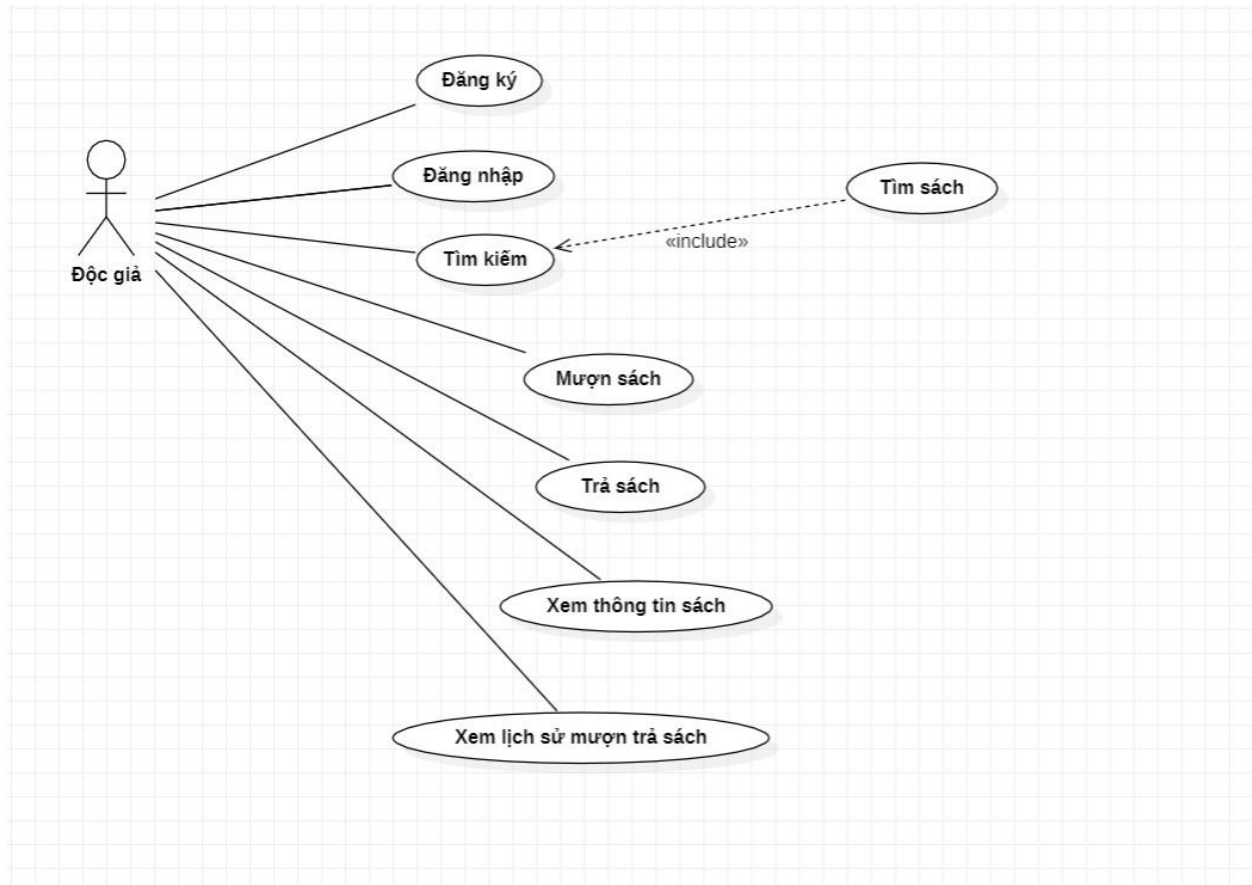 Đăng ký
Đăng nhập
Tìm sách
«include»
Tìm kiếm
Độc giả
Mượn sách
Trả sách
Xem thông tin sách
Xem lịch sử mượn trả sách